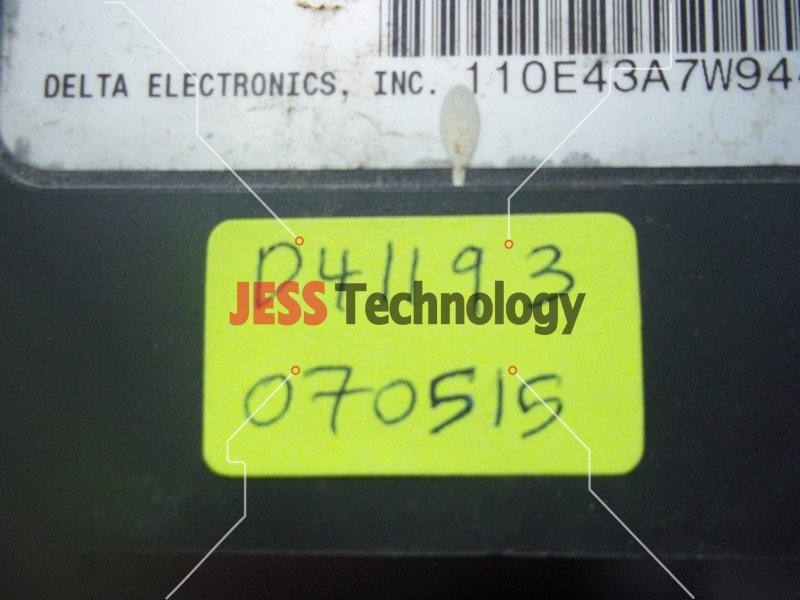 DELTA ELECTRONICS, INC. 110E43A7W94
D41193
JESS Technology
070515